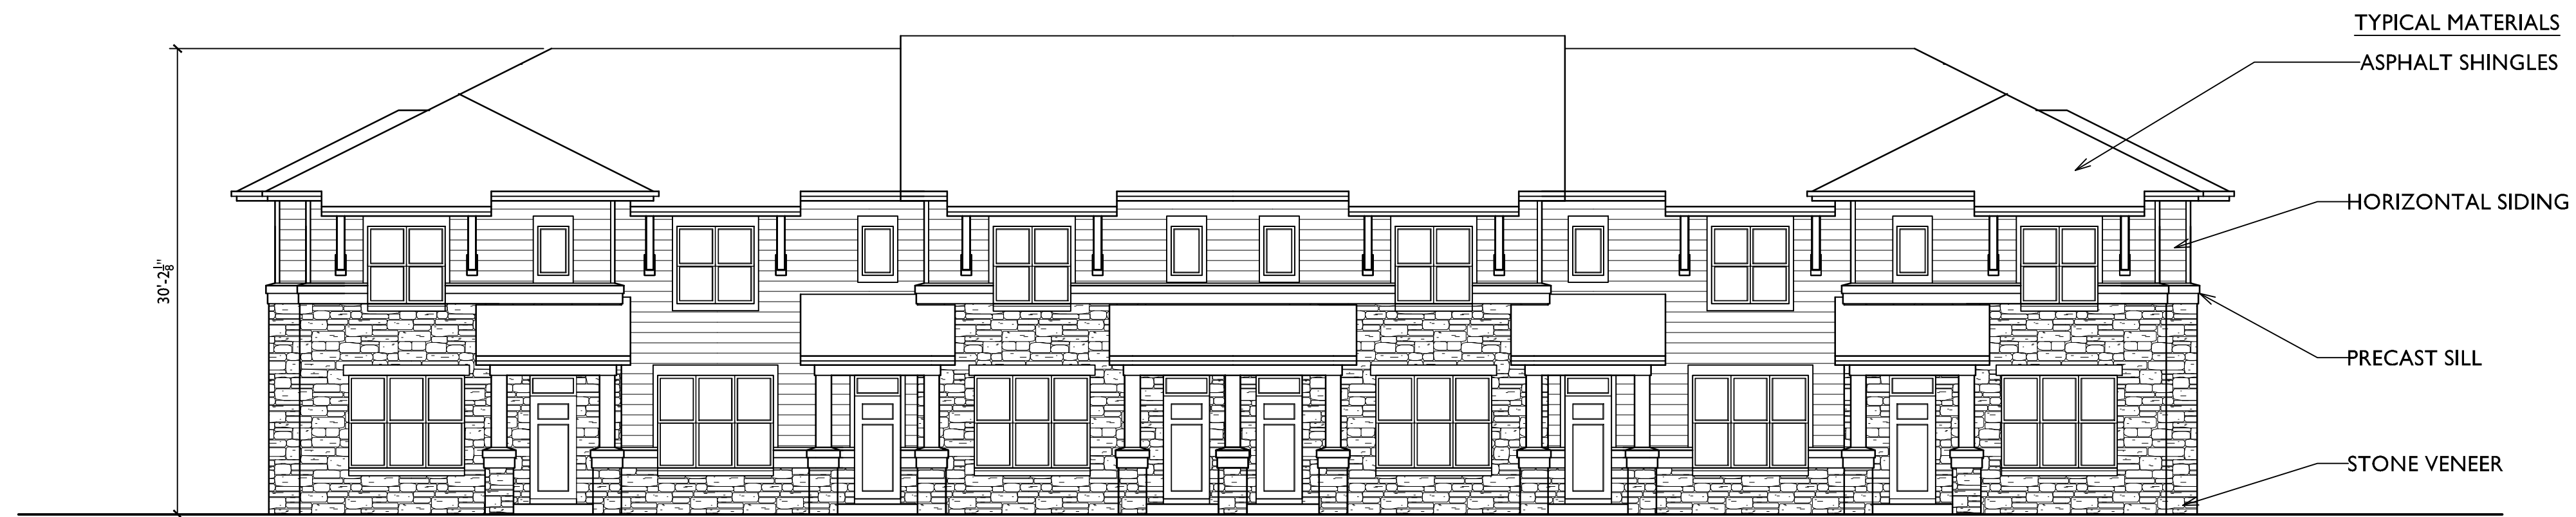 TYPICAL MATERIALS
ASPHALT SHINGLES
HORIZONTAL SIDING
30'-2 1/8"
PRECAST SILL
STONE VENEER